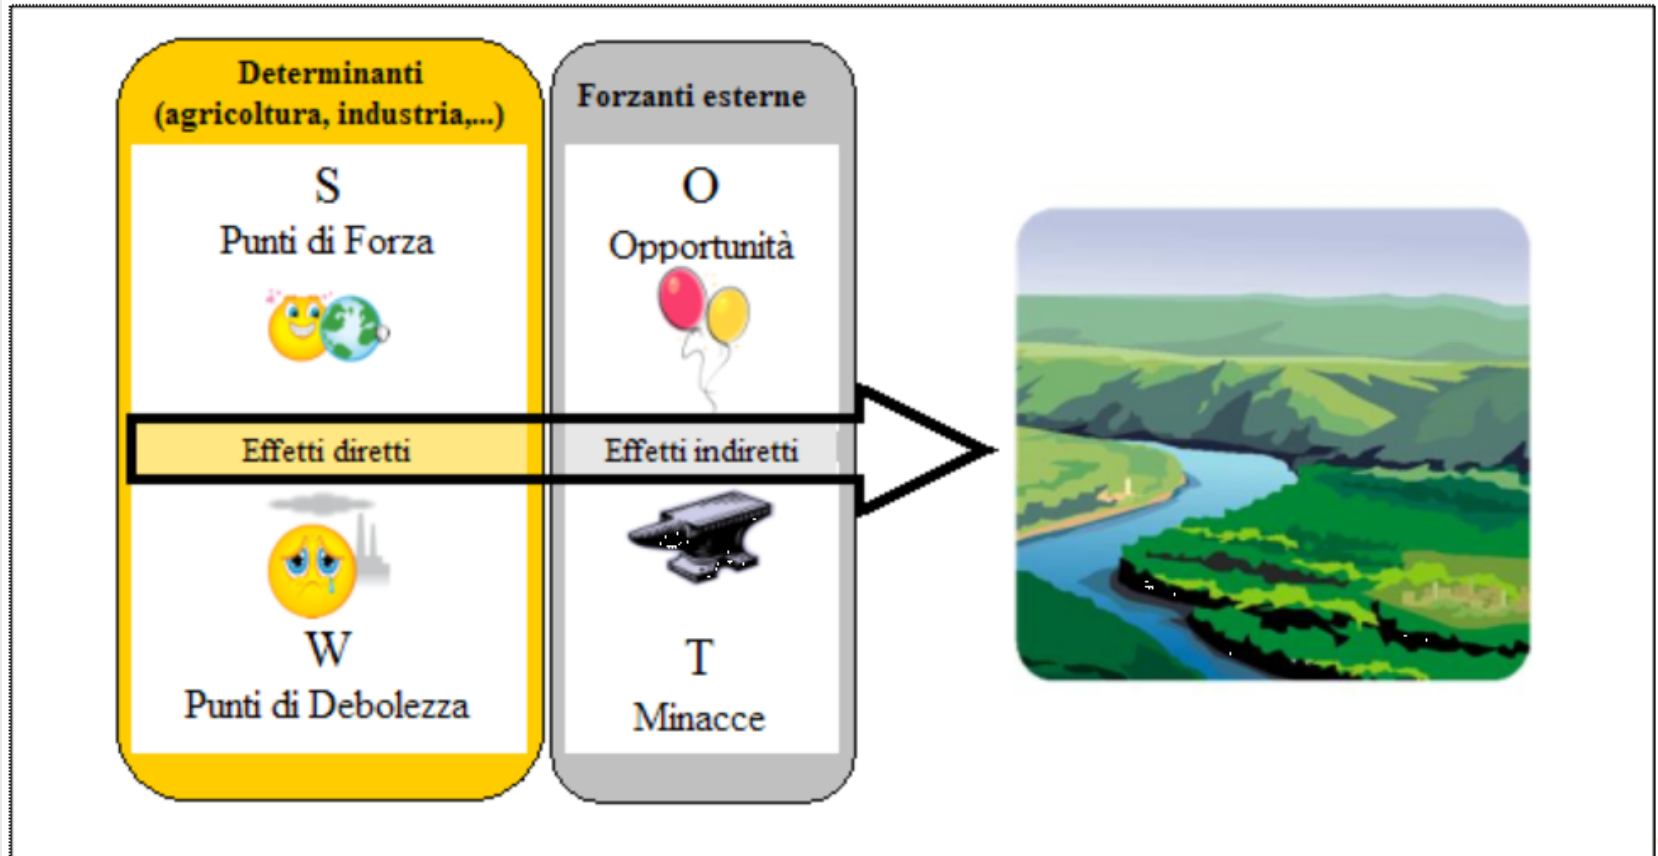 Determinanti
(agricoltura, industria,...)
S
Punti di Forza
Effetti diretti
W
Punti di Debolezza
Forzanti esterne
O
Opportunità
Effetti indiretti
T
Minacce